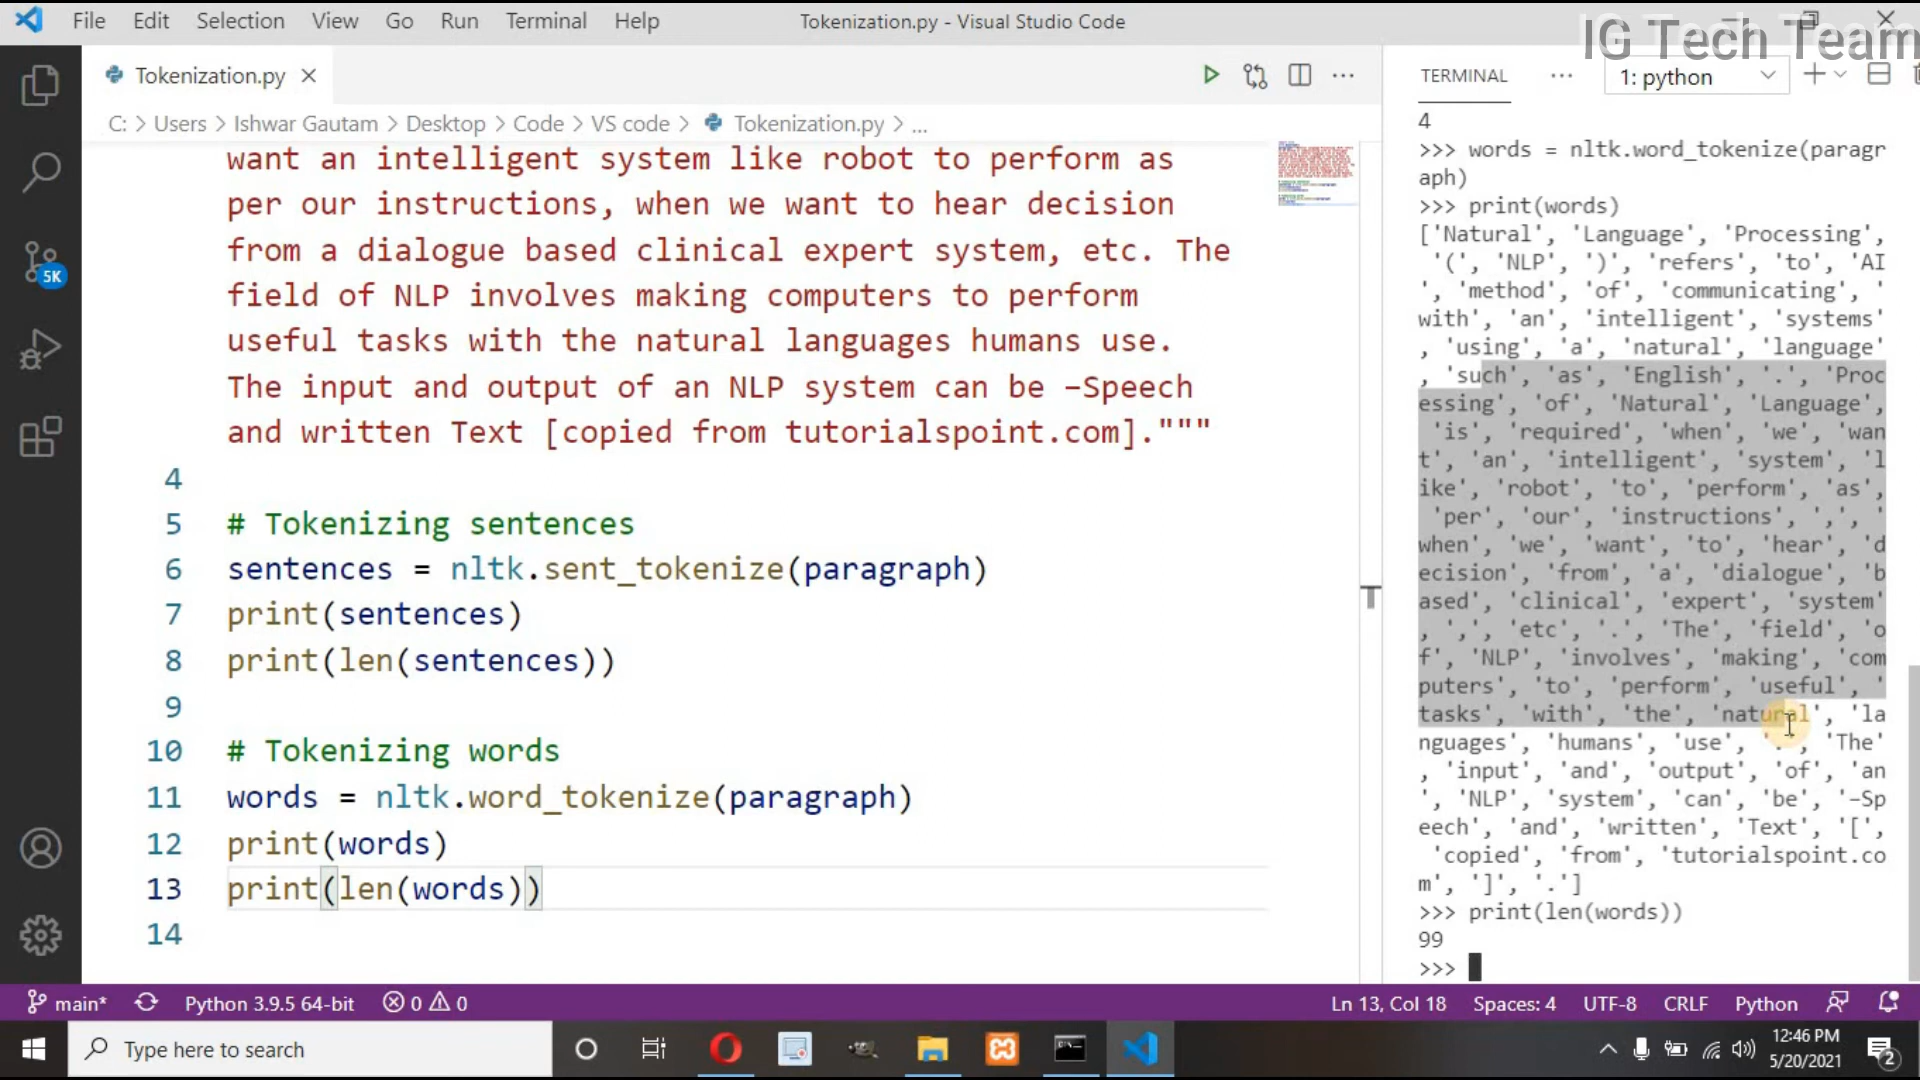 File Edit Selection View Go Run Terminal Help
Tokenization.py - Visual Studio Code
IG Tech Team
Tokenization.py
C: > Users > Ishwar Gautam > Desktop > Code > VS code > Tokenization.py > ...
want an intelligent system like robot to perform as
per our instructions, when we want to hear decision
from a dialogue based clinical expert system, etc. The
field of NLP involves making computers to perform
useful tasks with the natural languages humans use.
The input and output of an NLP system can be –Speech
and written Text [copied from tutorialspoint.com]."""
4
5 # Tokenizing sentences
6 sentences = nltk.sent_tokenize(paragraph)
7 print(sentences)
8 print(len(sentences))
9
10 # Tokenizing words
11 words = nltk.word_tokenize(paragraph)
12 print(words)
13 print(len(words))
14
5K
TERMINAL ... 1: python
4
>>> words = nltk.word_tokenize(paragr
aph)
>>> print(words)
['Natural', 'Language', 'Processing',
'(', 'NLP', ')', 'refers', 'to', 'AI
', 'method', 'of', 'communicating', '
with', 'an', 'intelligent', 'systems'
, 'using', 'a', 'natural', 'language'
, 'such', 'as', 'English', '.', 'Proc
essing', 'of', 'Natural', 'Language',
'is', 'required', 'when', 'we', 'wan
t', 'an', 'intelligent', 'system', 'l
ike', 'robot', 'to', 'perform', 'as',
'per', 'our', 'instructions', ',', '
when', 'we', 'want', 'to', 'hear', 'd
ecision', 'from', 'a', 'dialogue', 'b
ased', 'clinical', 'expert', 'system'
, ',', 'etc', '.', 'The', 'field', 'o
f', 'NLP', 'involves', 'making', 'com
puters', 'to', 'perform', 'useful', '
tasks', 'with', 'the', 'natural', 'la
nguages', 'humans', 'use', '.', 'The'
, 'input', 'and', 'output', 'of', 'an
', 'NLP', 'system', 'can', 'be', '–Sp
eech', 'and', 'written', 'Text', '[',
'copied', 'from', 'tutorialspoint.co
m', ']', '.']
>>> print(len(words))
99
>>>
main* Python 3.9.5 64-bit 0 0 Ln 13, Col 18 Spaces: 4 UTF-8 CRLF Python
Type here to search
12:46 PM
5/20/2021
2